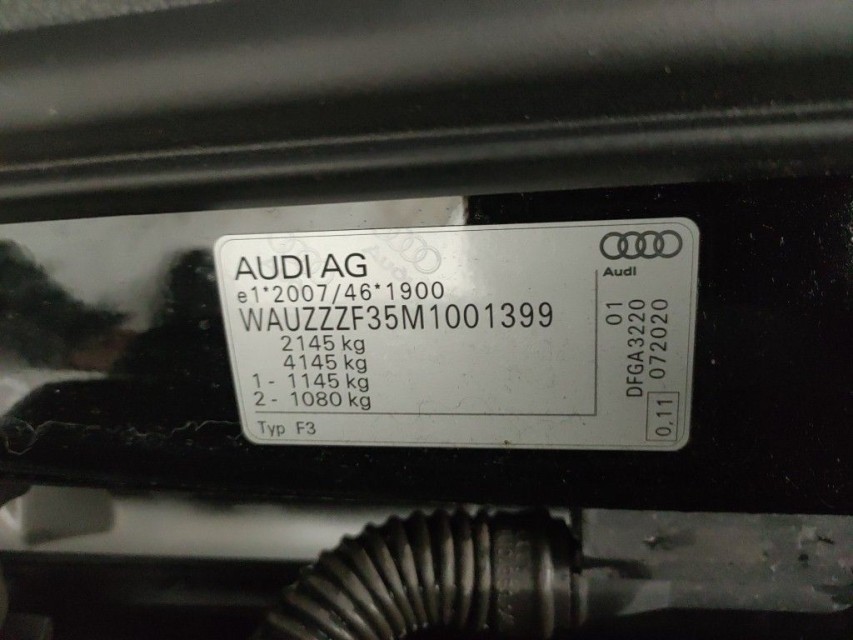 AUDI AG
e1*2007/46*1900
WAUZZZF35M1001399
2145 kg
4145 kg
1 - 1145 kg
2 - 1080 kg
Typ F3
Audi
01
DFGA3220
072020
0,11